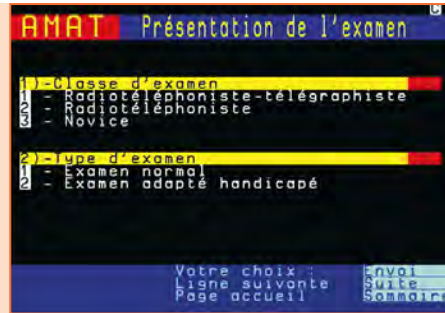 C
AMAT Présentation de l'examen
1)-Classe d'examen
1 - Radiotéléphoniste-télégraphiste
2 - Radiotéléphoniste
3 - Novice
2)-Type d'examen
1 - Examen normal
2 - Examen adapté handicapé
Votre choix : Envoi
Ligne suivante Suite
Page accueil Sommaire